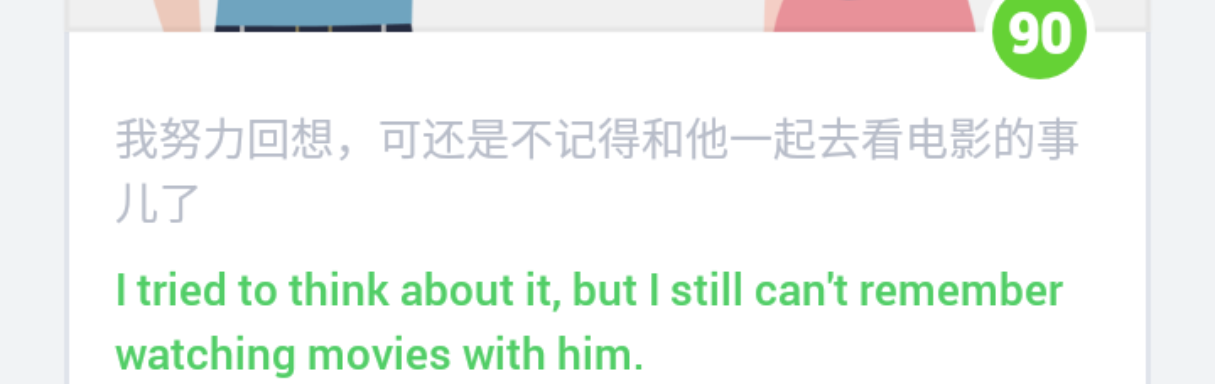 90
我努力回想，可还是不记得和他一起去看电影的事
儿了
I tried to think about it, but I still can't remember
watching movies with him.